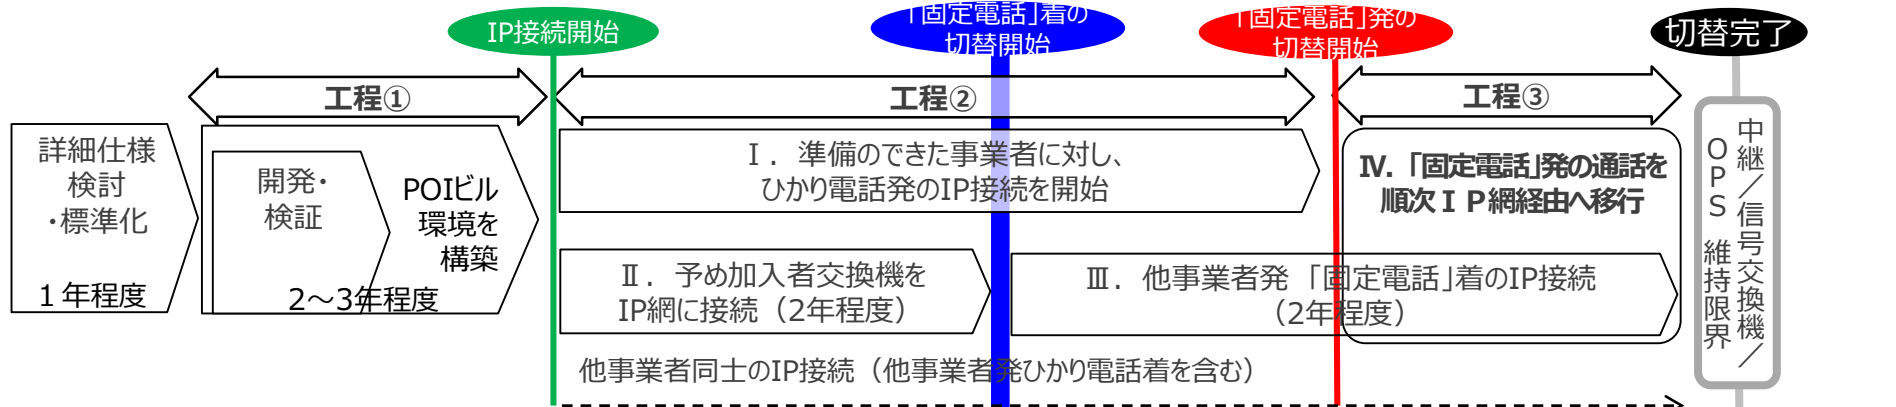 IP接続開始
「固定電話」着の
切替開始
「固定電話」発の
切替開始
切替完了
工程①
工程②
工程③
詳細仕様
検討
・標準化
１年程度
開発・
検証
POIビル
環境を
構築
2～3年程度
Ⅰ．準備のできた事業者に対し、
ひかり電話発のIP接続を開始
Ⅱ．予め加入者交換機を
IP網に接続（2年程度）
Ⅲ．他事業者発「固定電話」着のIP接続
（2年程度）
Ⅳ.「固定電話」発の通話を
順次ＩＰ網経由へ移行
他事業者同士のIP接続（他事業者発ひかり電話着を含む）
中継／信号交換機／
OPS 維持限界